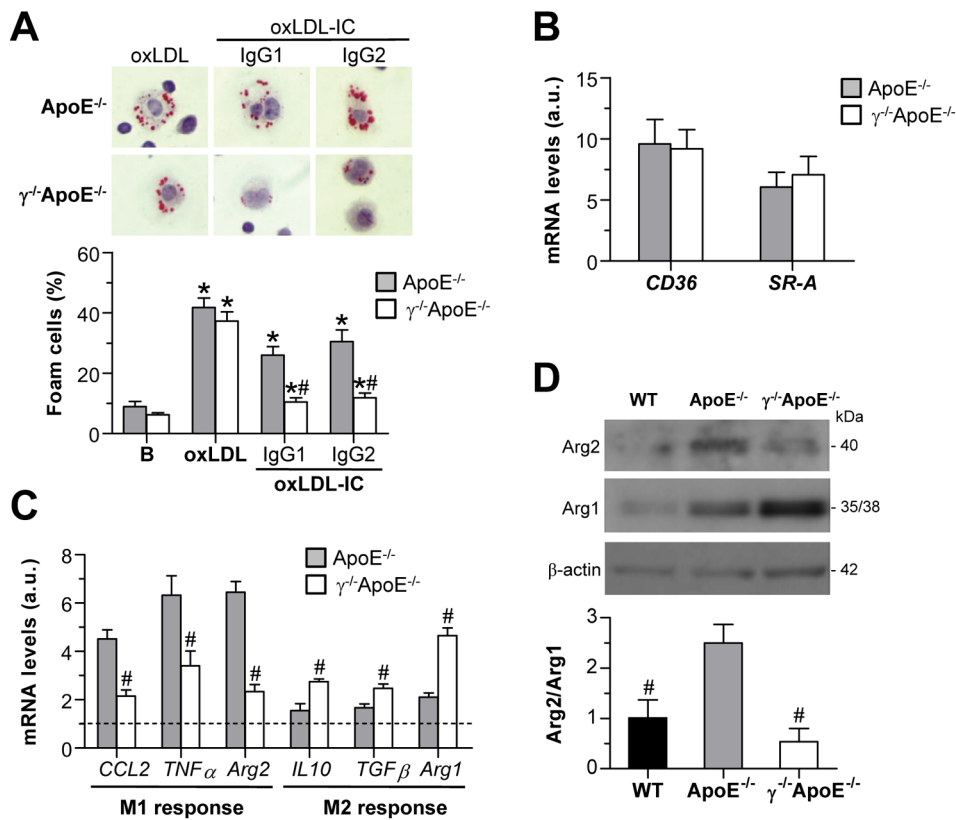 A
oxLDL-IC
oxLDL IgG1 IgG2
ApoE-/-
γ-/-ApoE-/-
60
40
20
0
Foam cells (%)
* * * *# * *#
ApoE-/-
γ-/-ApoE-/-
B oxLDL IgG1 IgG2
oxLDL-IC
B
15
10
5
0
mRNA levels (a.u.)
ApoE-/-
γ-/-ApoE-/-
CD36 SR-A
C
8
6
4
2
0
mRNA levels (a.u.)
ApoE-/-
γ-/-ApoE-/-
# # # # # #
CCL2 TNFα Arg2 IL10 TGFβ Arg1
M1 response M2 response
D
WT ApoE-/- γ-/-ApoE-/-
kDa
Arg2 - 40
Arg1 - 35/38
β-actin - 42
3
2
1
0
Arg2/Arg1
# #
WT ApoE-/- γ-/-ApoE-/-